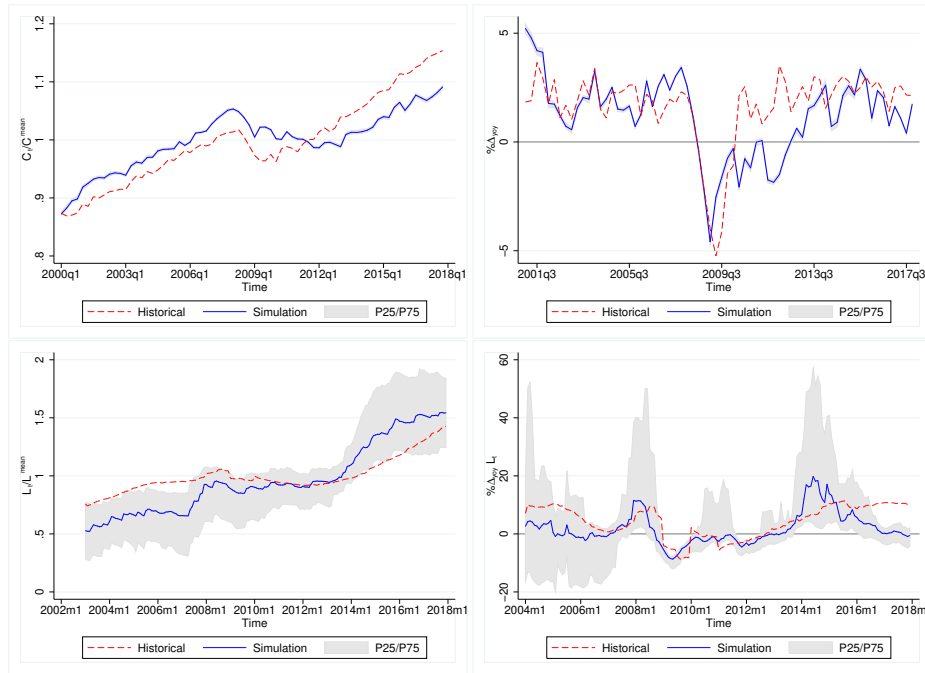 1.2
1.1
1
.9
.8
C_t/C^mean
2000q1 2003q1 2006q1 2009q1 2012q1 2015q1 2018q1
Time
Historical Simulation P25/P75
5
0
−5
%Δ_yoy
2001q3 2005q3 2009q3 2013q3 2017q3
Time
Historical Simulation P25/P75
2
1.5
1
.5
0
L_t/L^mean
2002m1 2004m1 2006m1 2008m1 2010m1 2012m1 2014m1 2016m1 2018m1
Time
Historical Simulation P25/P75
60
40
20
0
−20
%Δ_yoy L_t
2004m1 2006m1 2008m1 2010m1 2012m1 2014m1 2016m1 2018m
Time
Historical Simulation P25/P75